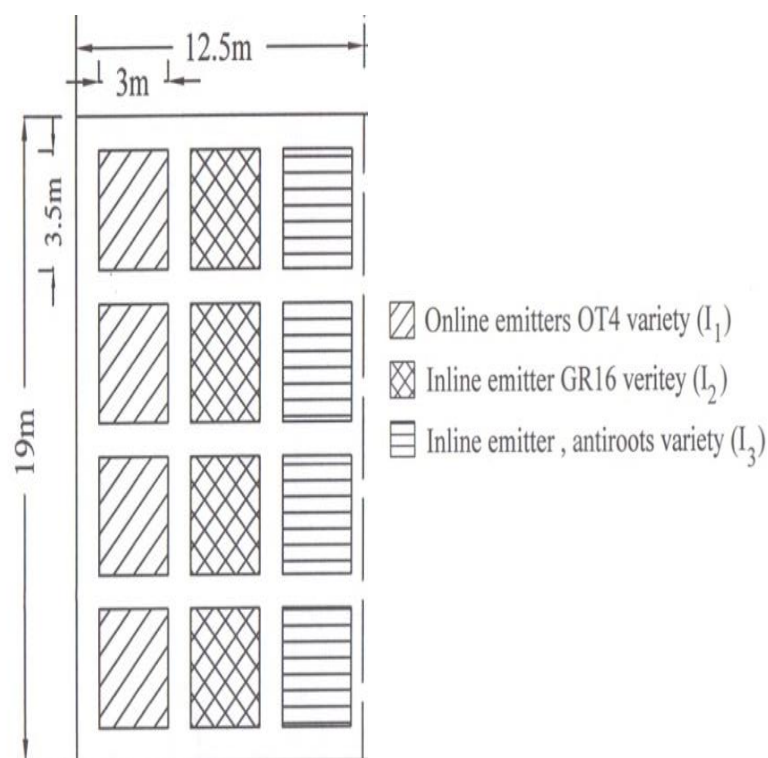 12.5m
3m
3.5m
19m
Online emitters OT4 variety (I1)
Inline emitter GR16 veritey (I2)
Inline emitter , antiroots variety (I3)